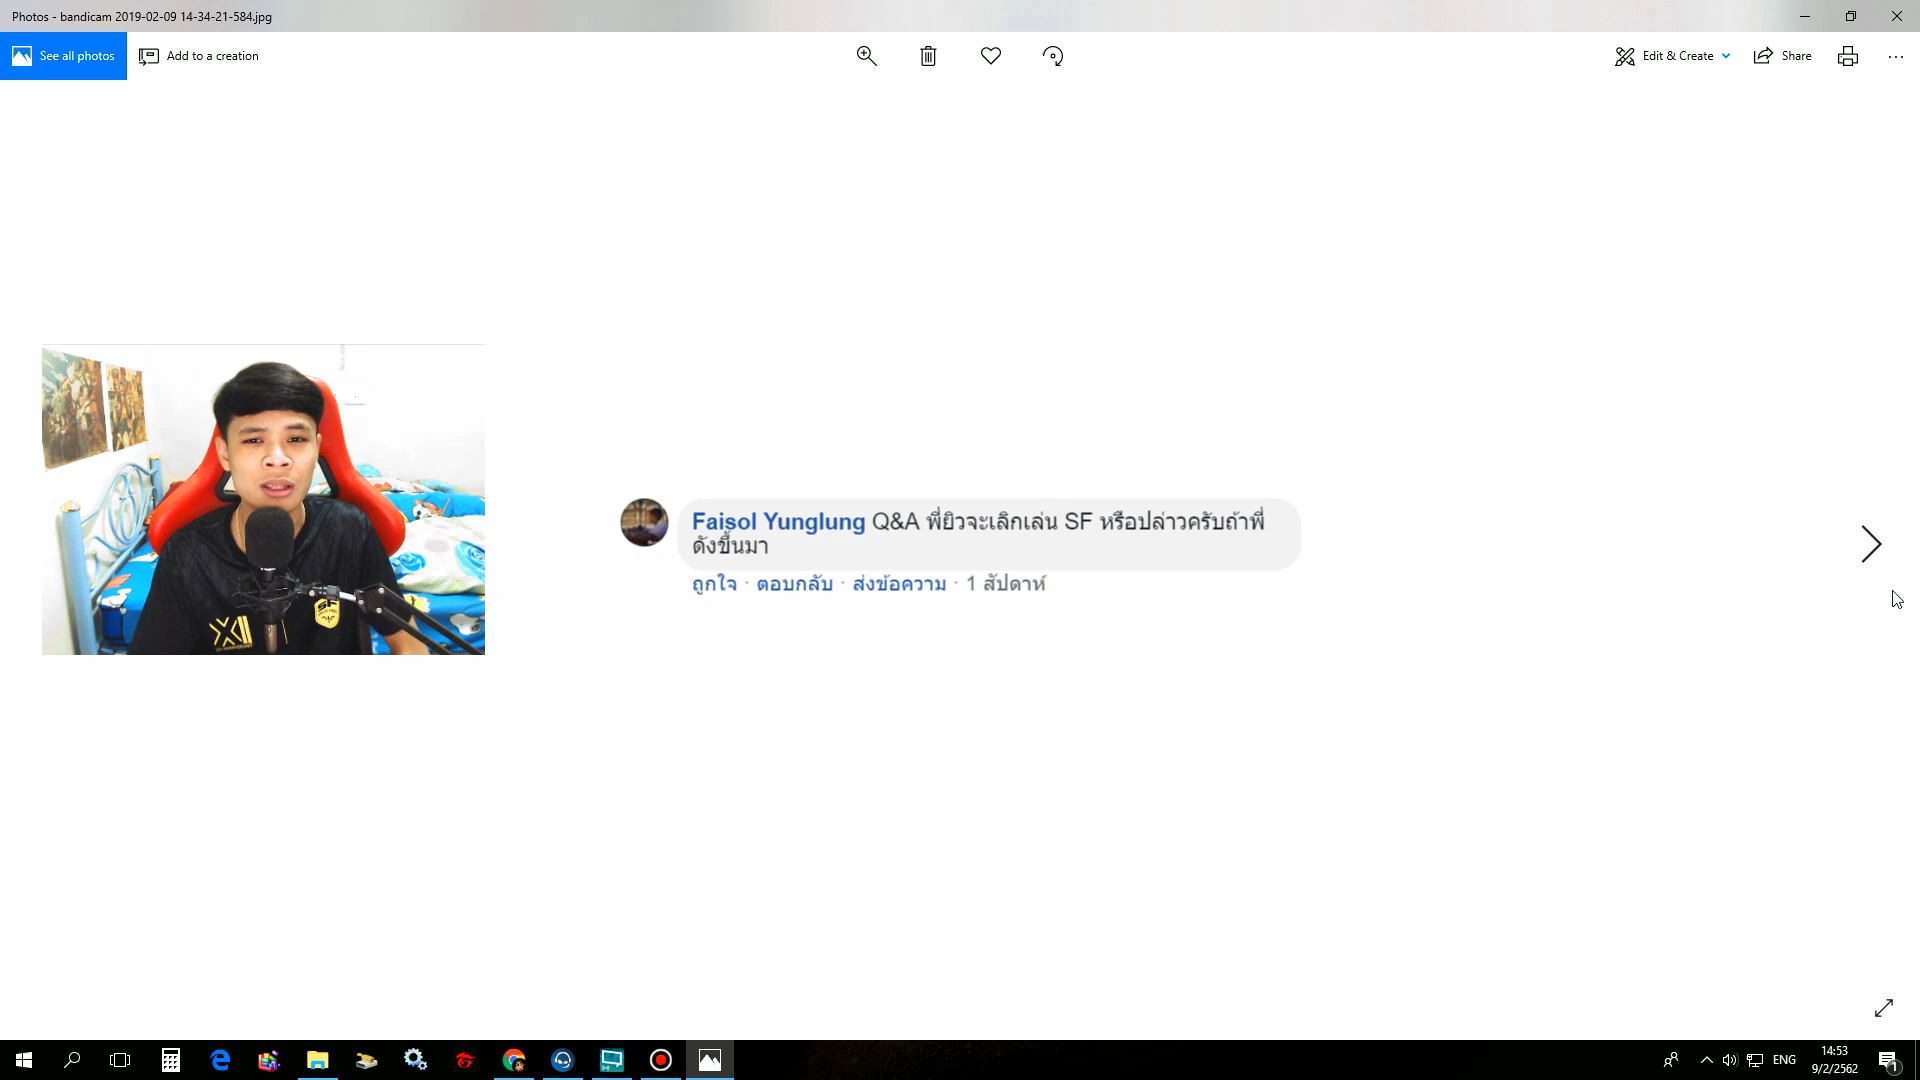 Photos - bandicam 2019-02-09 14-34-21-584.jpg
See all photos
Add to a creation
Edit & Create
Share
Faisol Yunglung Q&A พี่ยิวจะเลิกเล่น SF หรือปล่าวครับถ้าพี่
ดังขึ้นมา
ถูกใจ · ตอบกลับ · ส่งข้อความ · 1 สัปดาห์
XII
SF
ENG
14:53
9/2/2562
1